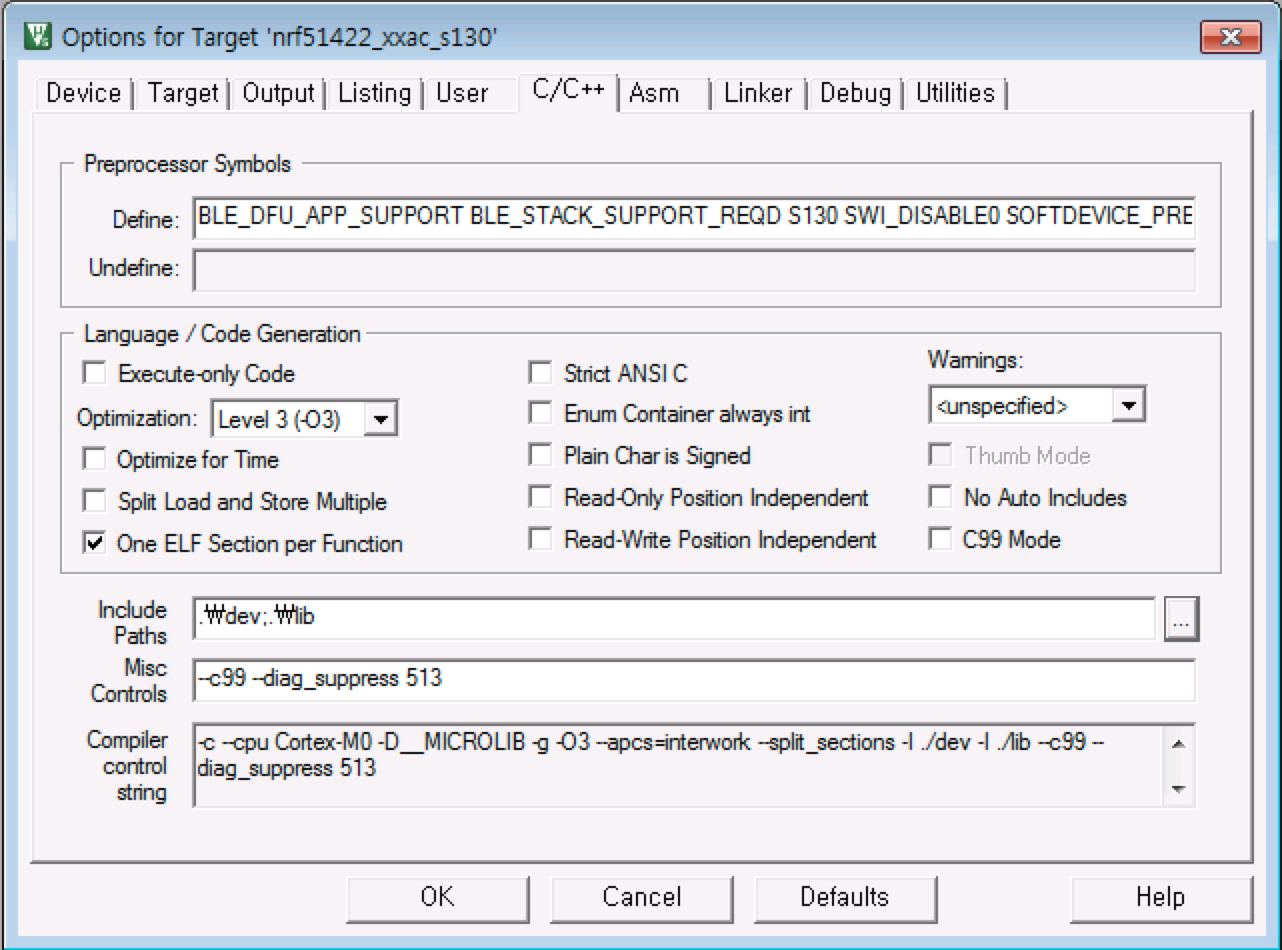 Options for Target 'nrf51422_xxac_s130'
Device Target Output Listing User C/C++ Asm Linker Debug Utilities
Preprocessor Symbols
Define: BLE_DFU_APP_SUPPORT BLE_STACK_SUPPORT_REQD S130 SWI_DISABLE0 SOFTDEVICE_PRE
Undefine:
Language / Code Generation
Execute-only Code
Optimization: Level 3 (-O3)
Optimize for Time
Split Load and Store Multiple
One ELF Section per Function
Strict ANSI C
Enum Container always int
Plain Char is Signed
Read-Only Position Independent
Read-Write Position Independent
Warnings:
<unspecified>
Thumb Mode
No Auto Includes
C99 Mode
Include
Paths
.₩dev;.₩lib
...
Misc
Controls
--c99 --diag_suppress 513
Compiler
control
string
-c --cpu Cortex-M0 -D__MICROLIB -g -O3 --apcs=interwork --split_sections -I ./dev -I ./lib --c99 --
diag_suppress 513
OK Cancel Defaults Help